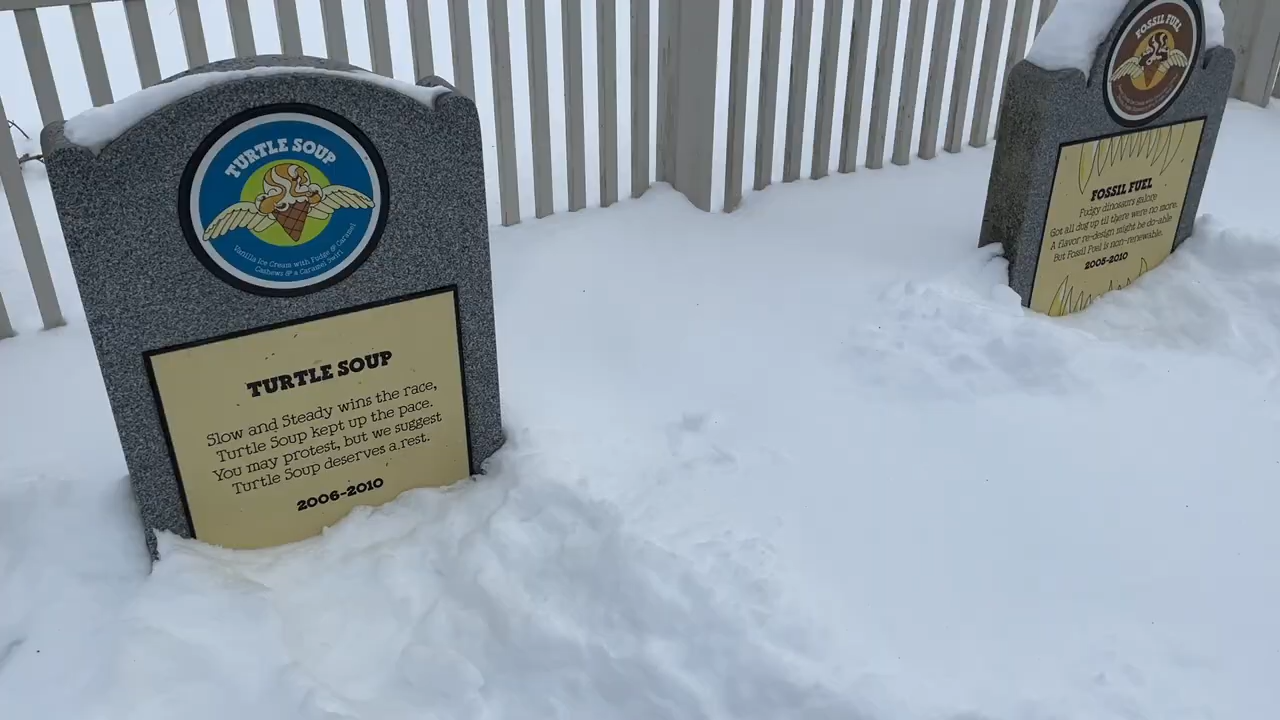 TURTLE SOUP
Vanilla Ice Cream with Fudge & Caramel
Cashews & a Caramel Swirl
TURTLE SOUP
Slow and Steady wins the race,
Turtle Soup kept up the pace.
You may protest, but we suggest
Turtle Soup deserves a rest.
2006-2010
FOSSIL FUEL
FOSSIL FUEL
Fudgy dinosaurs galore
Got all dug up til there were no more.
A flavor re-design might be do-able
But Fossil Fuel is non-renewable.
2005-2010